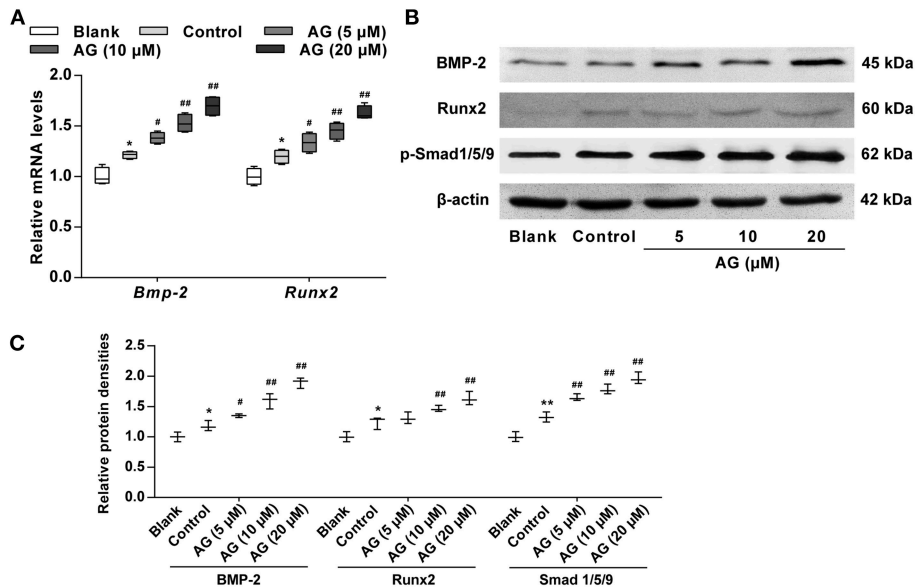 A
Blank Control AG (5 µM)
AG (10 µM) AG (20 µM)
Relative mRNA levels
2.0
1.5
1.0
0.5
0.0
* # ## ##
* # ## ##
Bmp-2 Runx2
B
BMP-2 45 kDa
Runx2 60 kDa
p-Smad1/5/9 62 kDa
β-actin 42 kDa
Blank Control 5 10 20
AG (µM)
C
Relative protein densities
2.5
2.0
1.5
1.0
0.5
0.0
* # ## ##
* ## ##
** ## ## ##
Blank Control AG (5 µM) AG (10 µM) AG (20 µM) Blank Control AG (5 µM) AG (10 µM) AG (20 µM) Blank Control AG (5 µM) AG (10 µM) AG (20 µM)
BMP-2 Runx2 Smad 1/5/9